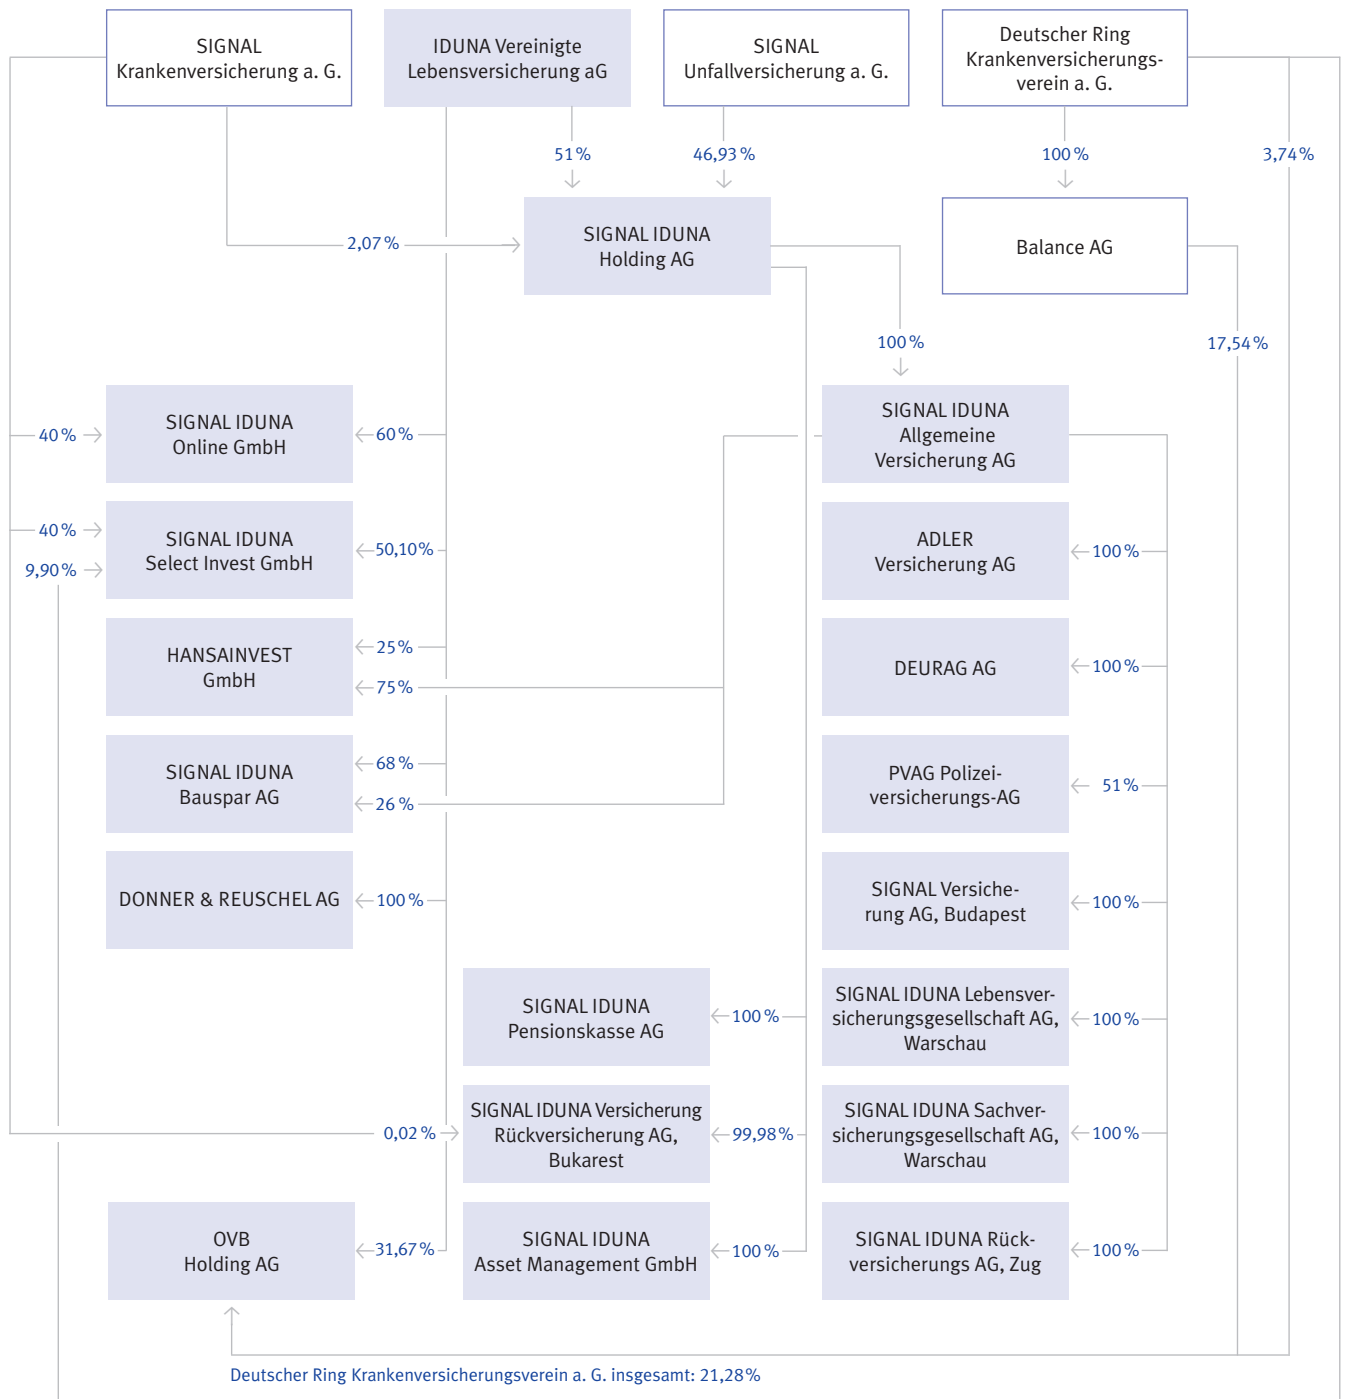 SIGNAL
Krankenversicherung a. G.
IDUNA Vereinigte
Lebensversicherung aG
SIGNAL
Unfallversicherung a. G.
Deutscher Ring
Krankenversicherungs-
verein a. G.
51 %
46,93 %
100 %
3,74 %
2,07 %
SIGNAL IDUNA
Holding AG
Balance AG
100 %
17,54 %
40 %
SIGNAL IDUNA
Online GmbH
60 %
SIGNAL IDUNA
Allgemeine
Versicherung AG
40 %
9,90 %
SIGNAL IDUNA
Select Invest GmbH
50,10 %
ADLER
Versicherung AG
100 %
HANSAINVEST
GmbH
25 %
75 %
DEURAG AG
100 %
SIGNAL IDUNA
Bauspar AG
68 %
26 %
PVAG Polizei-
versicherungs-AG
51 %
DONNER & REUSCHEL AG
100 %
SIGNAL Versiche-
rung AG, Budapest
100 %
SIGNAL IDUNA
Pensionskasse AG
100 %
SIGNAL IDUNA Lebensver-
sicherungsgesellschaft AG,
Warschau
100 %
0,02 %
SIGNAL IDUNA Versicherung
Rückversicherung AG,
Bukarest
99,98 %
SIGNAL IDUNA Sachver-
sicherungsgesellschaft AG,
Warschau
100 %
OVB
Holding AG
31,67 %
SIGNAL IDUNA
Asset Management GmbH
100 %
SIGNAL IDUNA Rück-
versicherungs AG, Zug
100 %
Deutscher Ring Krankenversicherungsverein a. G. insgesamt: 21,28 %